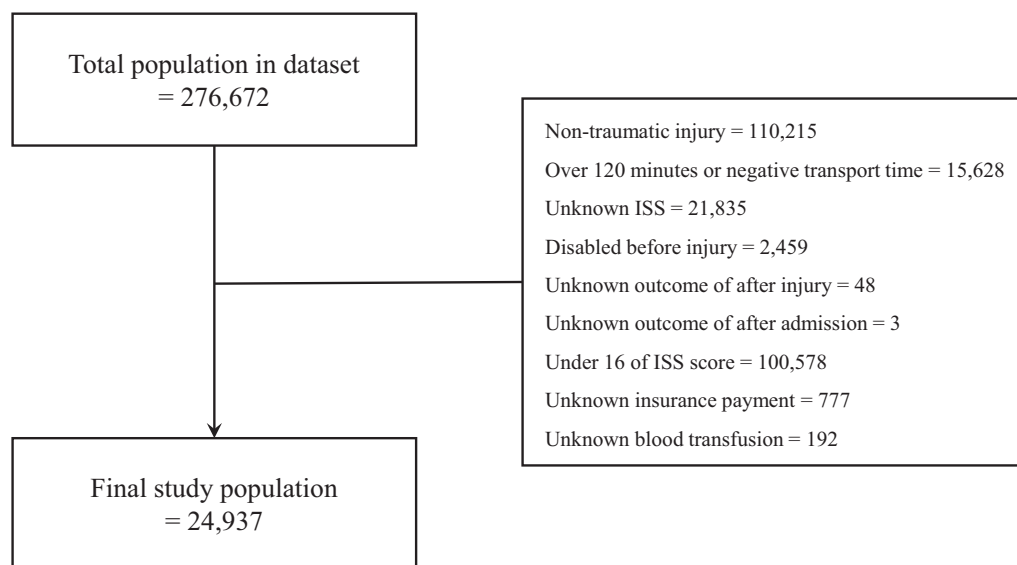 Total population in dataset
= 276,672
Non-traumatic injury = 110,215
Over 120 minutes or negative transport time = 15,628
Unknown ISS = 21,835
Disabled before injury = 2,459
Unknown outcome of after injury = 48
Unknown outcome of after admission = 3
Under 16 of ISS score = 100,578
Unknown insurance payment = 777
Unknown blood transfusion = 192
Final study population
= 24,937